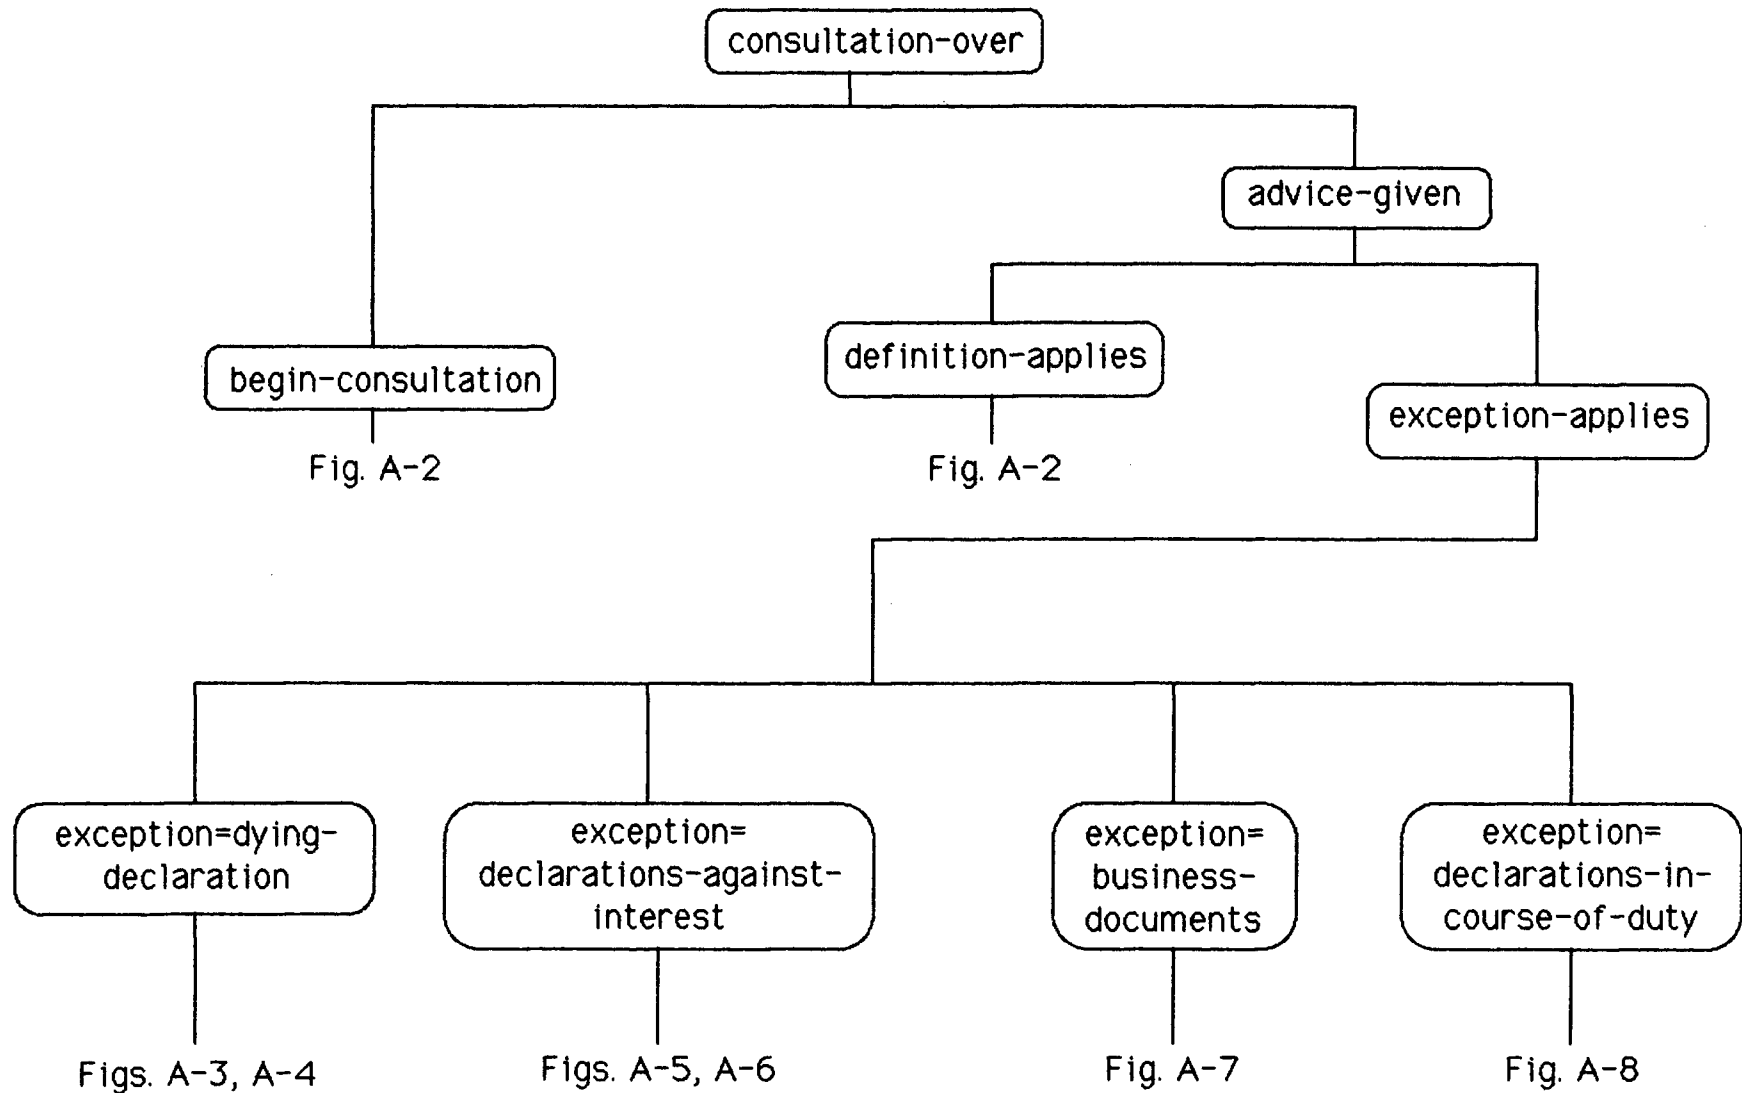 consultation-over
advice-given
definition-applies
begin-consultation
exception-applies
Fig. A-2
Fig. A-2
exception=dying-
declaration
exception=
declarations-against-
interest
exception=
business-
documents
exception=
declarations-in-
course-of-duty
Figs. A-3, A-4
Figs. A-5, A-6
Fig. A-7
Fig. A-8